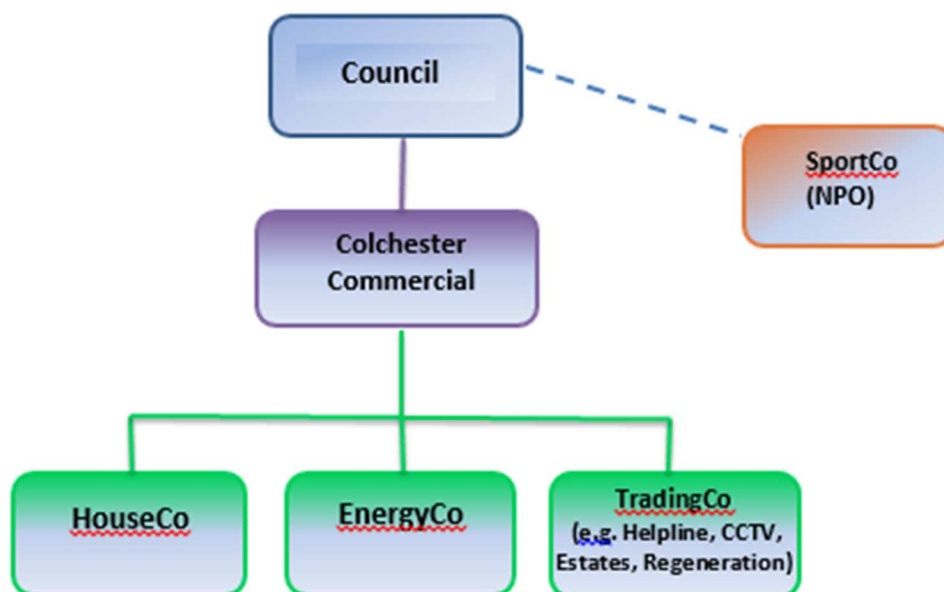 Council
SportCo
(NPO)
Colchester
Commercial
HouseCo
EnergyCo
TradingCo
(e.g. Helpline, CCTV,
Estates, Regeneration)